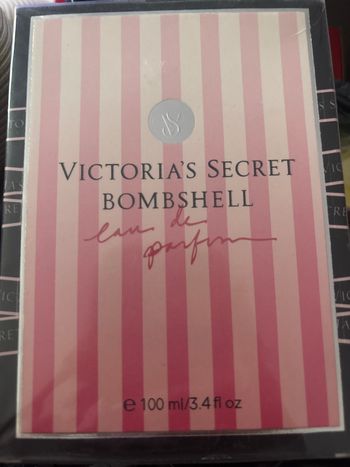 VS
VICTORIA'S SECRET
BOMBSHELL
eau de
parfum
e 100 ml/3.4 fl oz